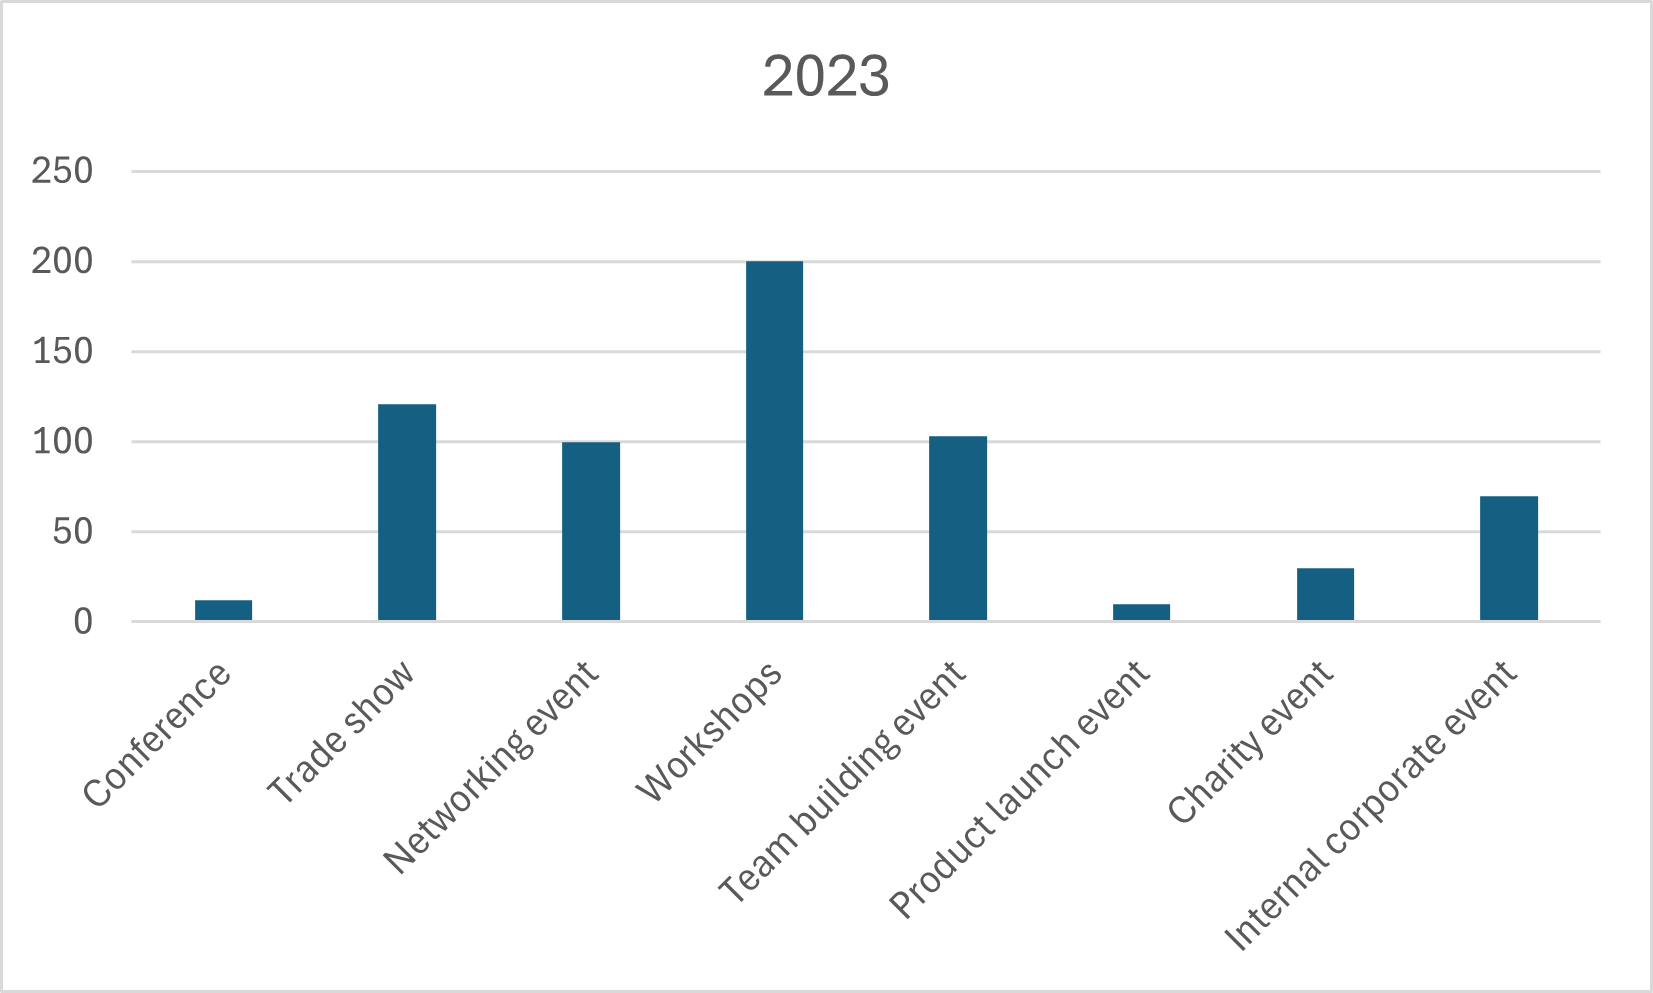 2023
250
200
150
100
50
0
Conference
Trade show
Networking event
Workshops
Team building event
Product launch event
Charity event
Internal corporate event